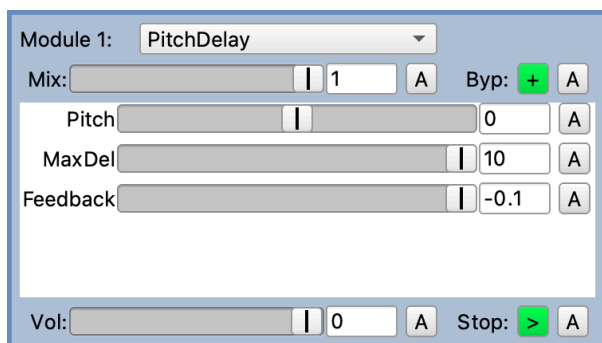 Module 1: PitchDelay
Mix: 1 A Byp: + A
Pitch 0 A
MaxDel 10 A
Feedback -0.1 A
Vol: 0 A Stop: > A